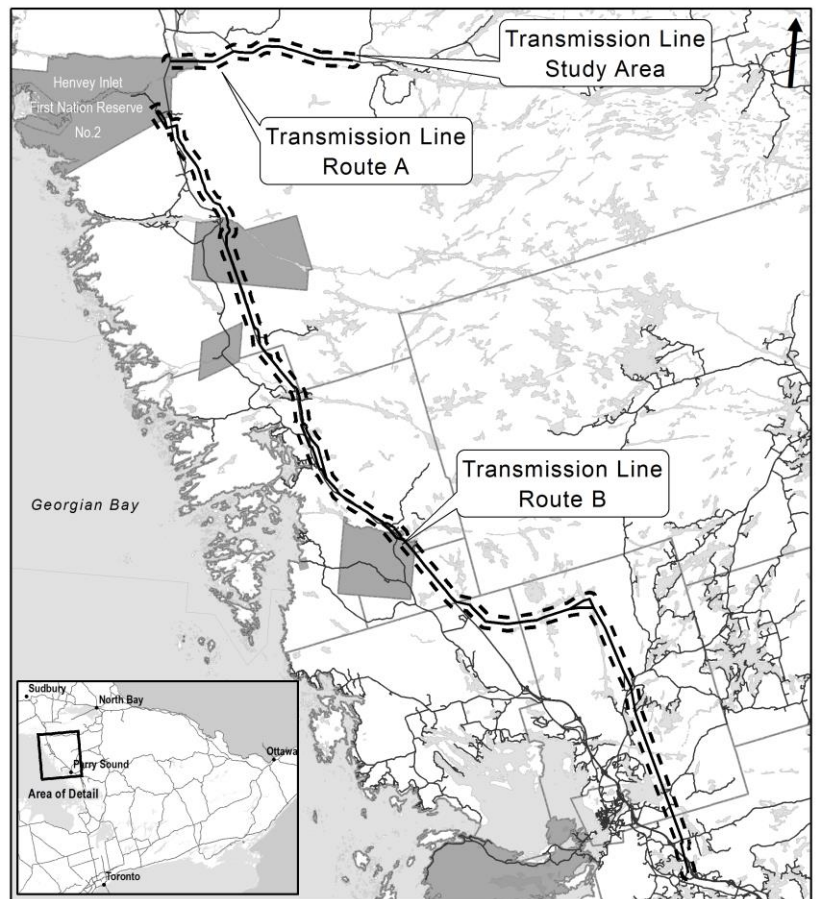 Transmission Line
Study Area
Henvey Inlet
First Nation Reserve
No.2
Transmission Line
Route A
Transmission Line
Route B
Georgian Bay
Sudbury
North Bay
Ottawa
Parry Sound
Area of Detail
Toronto